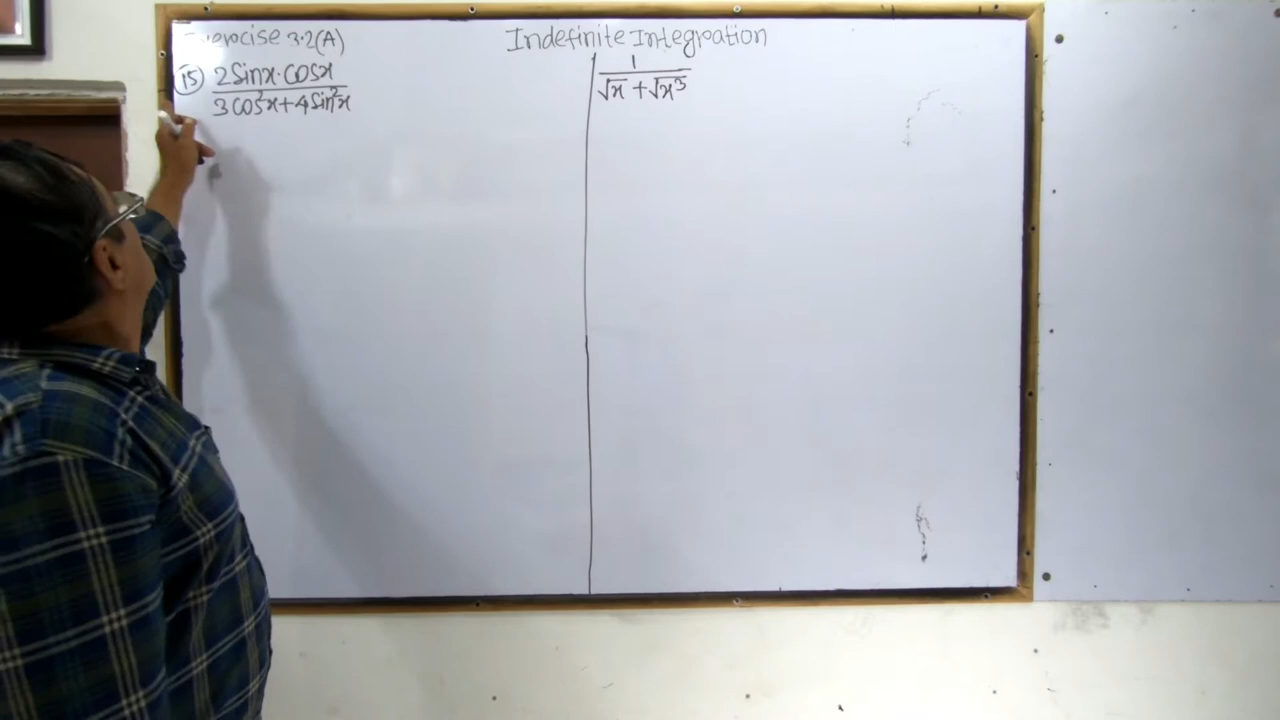 Exercise 3.2(A)
Indefinite Integration
(15) 2 Sinx · cosx / 3 cos²x + 4 Sin²x
1 / √x + √x³